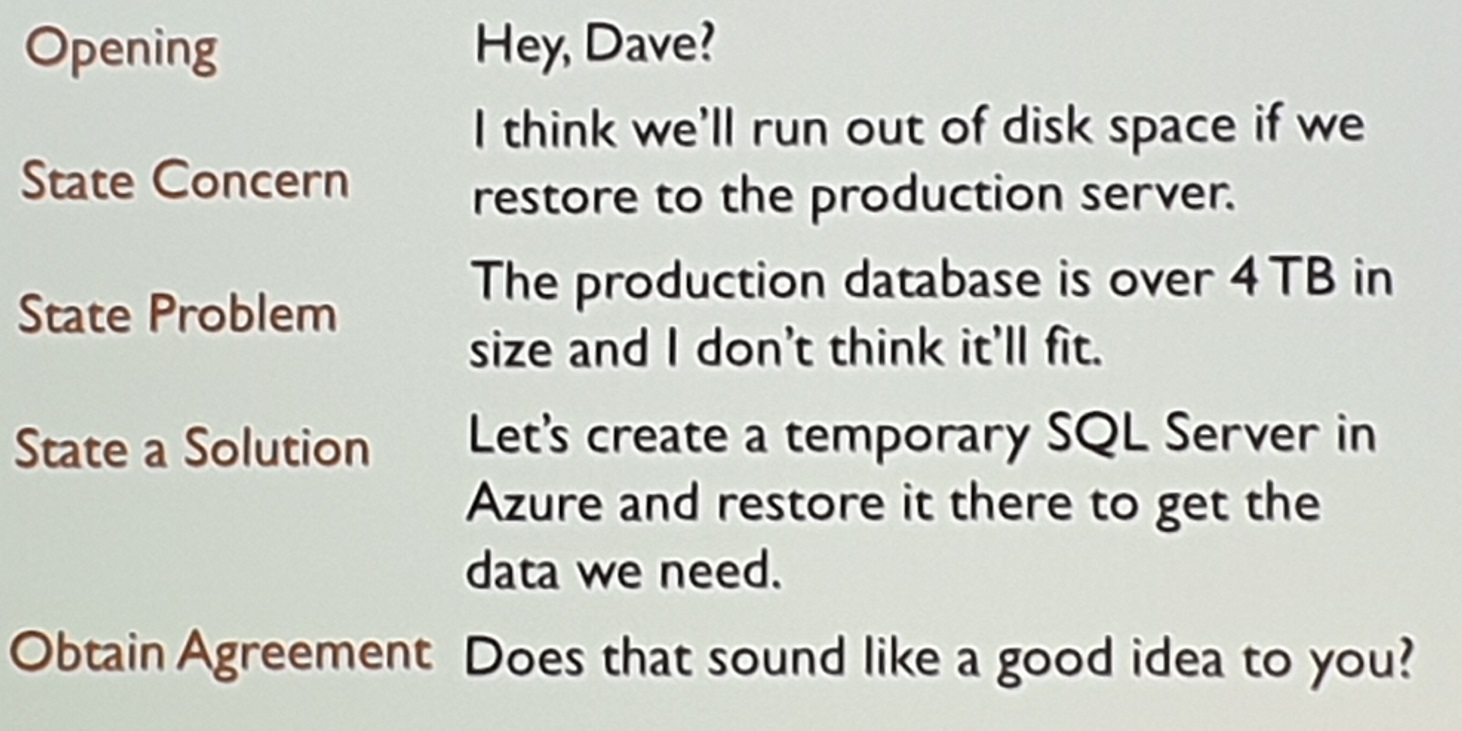 Opening Hey, Dave?
State Concern I think we'll run out of disk space if we
restore to the production server.
State Problem The production database is over 4 TB in
size and I don't think it'll fit.
State a Solution Let's create a temporary SQL Server in
Azure and restore it there to get the
data we need.
Obtain Agreement Does that sound like a good idea to you?